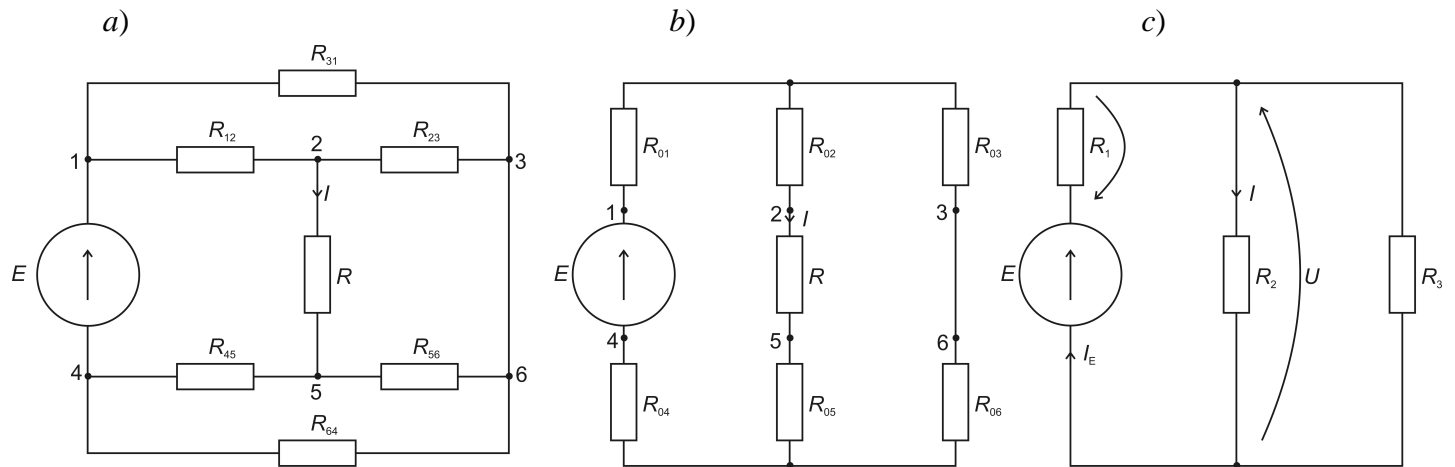 a) b) c)
R31
R12 2 R23
1 3
I
E R
R45 R56
4 5 6
R64
R01 R02 R03
1 2 I 3
E R
4 5 6
R04 R05 R06
R1
I
E R2 U R3
IE